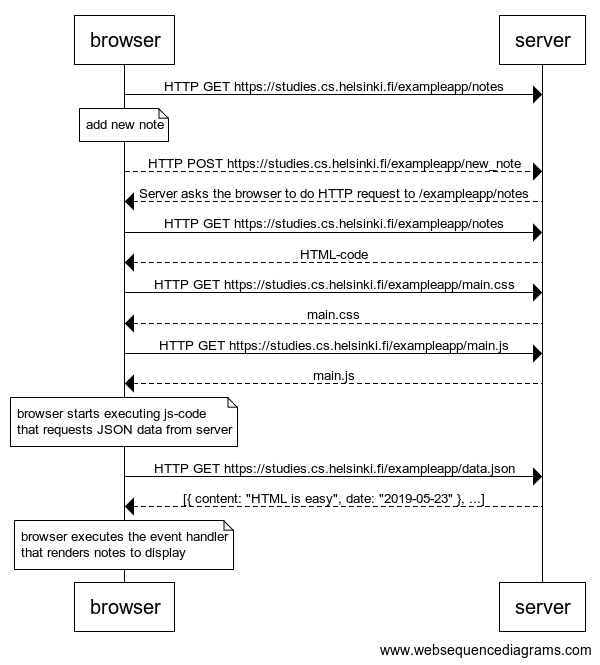 browser
server
HTTP GET https://studies.cs.helsinki.fi/exampleapp/notes
add new note
HTTP POST https://studies.cs.helsinki.fi/exampleapp/new_note
Server asks the browser to do HTTP request to /exampleapp/notes
HTTP GET https://studies.cs.helsinki.fi/exampleapp/notes
HTML-code
HTTP GET https://studies.cs.helsinki.fi/exampleapp/main.css
main.css
HTTP GET https://studies.cs.helsinki.fi/exampleapp/main.js
main.js
browser starts executing js-code
that requests JSON data from server
HTTP GET https://studies.cs.helsinki.fi/exampleapp/data.json
[{ content: "HTML is easy", date: "2019-05-23" }, ...]
browser executes the event handler
that renders notes to display
browser
server
www.websequencediagrams.com